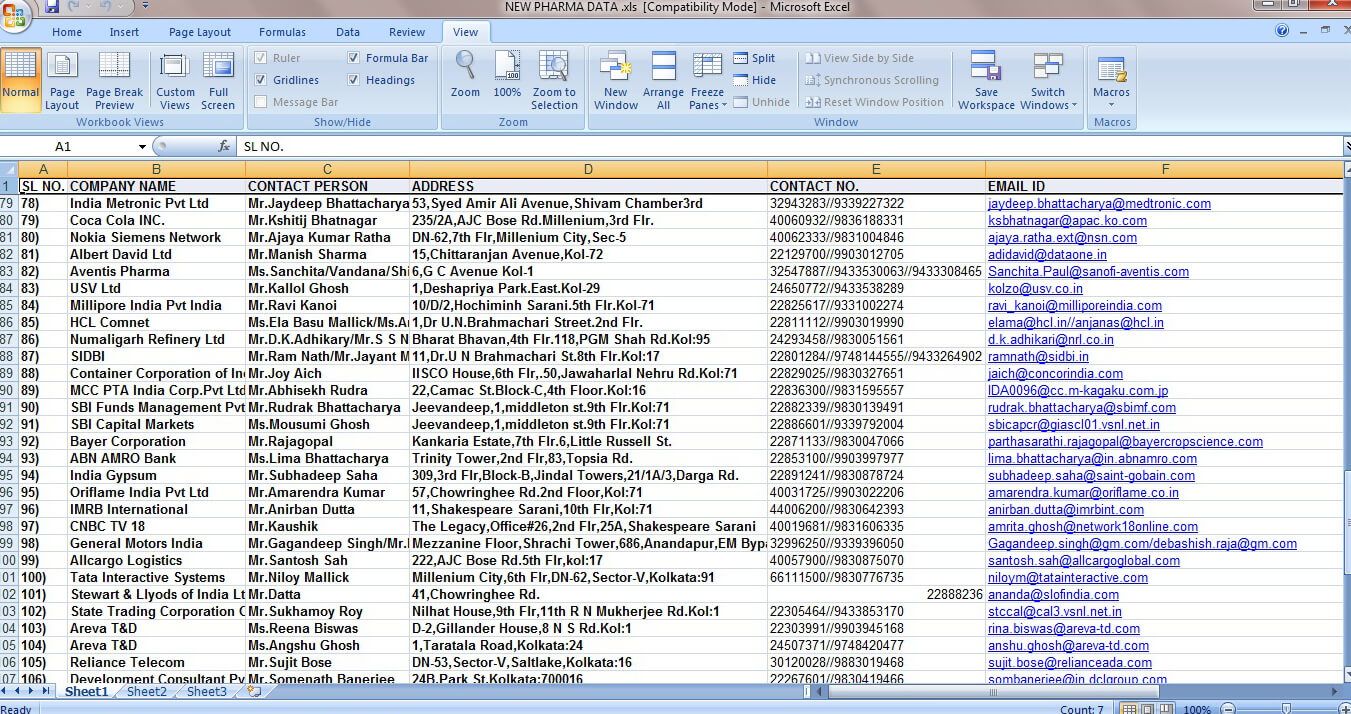 NEW PHARMA DATA .xls [Compatibility Mode] - Microsoft Excel
Home Insert Page Layout Formulas Data Review View
Ruler Formula Bar Split View Side by Side
Gridlines Headings Hide Synchronous Scrolling
Message Bar Unhide Reset Window Position
Normal Page Layout Page Break Preview Custom Views Full Screen Zoom 100% Zoom to Selection New Window Arrange All Freeze Panes Save Workspace Switch Windows Macros
Workbook Views Show/Hide Zoom Window Macros
A1 fx SL NO.
A B C D E F
1 SL NO. COMPANY NAME CONTACT PERSON ADDRESS CONTACT NO. EMAIL ID
79 78) India Metronic Pvt Ltd Mr.Jaydeep Bhattacharya 53,Syed Amir Ali Avenue,Shivam Chamber3rd 32943283//9339227322 jaydeep.bhattacharya@medtronic.com
80 79) Coca Cola INC. Mr.Kshitij Bhatnagar 235/2A,AJC Bose Rd.Millenium,3rd Flr. 40060932//9836188331 ksbhatnagar@apac.ko.com
81 80) Nokia Siemens Network Mr.Ajaya Kumar Ratha DN-62,7th Flr,Millenium City,Sec-5 40062333//9831004846 ajaya.ratha.ext@nsn.com
82 81) Albert David Ltd Mr.Manish Sharma 15,Chittaranjan Avenue,Kol-72 22129700//9903012705 adidavid@dataone.in
83 82) Aventis Pharma Ms.Sanchita/Vandana/Shi 6,G C Avenue Kol-1 32547887//9433530063//9433308465 Sanchita.Paul@sanofi-aventis.com
84 83) USV Ltd Mr.Kallol Ghosh 1,Deshapriya Park.East.Kol-29 24650772//9433538289 kolzo@usv.co.in
85 84) Millipore India Pvt India Mr.Ravi Kanoi 10/D/2,Hochiminh Sarani.5th Flr.Kol-71 22825617//9331002274 ravi_kanoi@milliporeindia.com
86 85) HCL Comnet Ms.Ela Basu Mallick/Ms.A 1,Dr U.N.Brahmachari Street.2nd Flr. 22811112//9903019990 elama@hcl.in//anjanas@hcl.in
87 86) Numaligarh Refinery Ltd Mr.D.K.Adhikary/Mr.S S N Bharat Bhavan,4th Flr.118,PGM Shah Rd.Kol:95 24293458//9830051561 d.k.adhikari@nrl.co.in
88 87) SIDBI Mr.Ram Nath/Mr.Jayant M 11,Dr.U N Brahmachari St.8th Flr.Kol:17 22801284//9748144555//9433264902 ramnath@sidbi.in
89 88) Container Corporation of In Mr.Joy Aich IISCO House,6th Flr,.50,Jawaharlal Nehru Rd.Kol:71 22829025//9830327651 jaich@concorindia.com
90 89) MCC PTA India Corp.Pvt Ltd Mr.Abhisekh Rudra 22,Camac St.Block-C,4th Floor.Kol:16 22836300//9831595557 IDA0096@cc.m-kagaku.com.jp
91 90) SBI Funds Management Pvt Mr.Rudrak Bhattacharya Jeevandeep,1,middleton st.9th Flr.Kol:71 22882339//9830139491 rudrak.bhattacharya@sbimf.com
92 91) SBI Capital Markets Ms.Mousumi Ghosh Jeevandeep,1,middleton st.9th Flr.Kol:71 22886601//9339792004 sbicapcr@giascl01.vsnl.net.in
93 92) Bayer Corporation Mr.Rajagopal Kankaria Estate,7th Flr.6,Little Russell St. 22871133//9830047066 parthasarathi.rajagopal@bayercropscience.com
94 93) ABN AMRO Bank Ms.Lima Bhattacharya Trinity Tower,2nd Flr,83,Topsia Rd. 22853100//9903997977 lima.bhattacharya@in.abnamro.com
95 94) India Gypsum Mr.Subhadeep Saha 309,3rd Flr,Block-B,Jindal Towers,21/1A/3,Darga Rd. 22891241//9830878724 subhadeep.saha@saint-gobain.com
96 95) Oriflame India Pvt Ltd Mr.Amarendra Kumar 57,Chowringhee Rd.2nd Floor,Kol:71 40031725//9903022206 amarendra.kumar@oriflame.co.in
97 96) IMRB International Mr.Anirban Dutta 11,Shakespeare Sarani,10th Flr,Kol:71 44006200//9830642393 anirban.dutta@imrbint.com
98 97) CNBC TV 18 Mr.Kaushik The Legacy,Office#26,2nd Flr,25A,Shakespeare Sarani 40019681//9831606335 amrita.ghosh@network18online.com
99 98) General Motors India Mr.Gagandeep Singh/Mr. Mezzanine Floor,Shrachi Tower,686,Anandapur,EM Bypa 32996250//9339396050 Gagandeep.singh@gm.com/debashish.raja@gm.com
100 99) Allcargo Logistics Mr.Santosh Sah 222,AJC Bose Rd.5th Flr,kol:17 40057900//9830875070 santosh.sah@allcargoglobal.com
101 100) Tata Interactive Systems Mr.Niloy Mallick Millenium City,6th Flr,DN-62,Sector-V,Kolkata:91 66111500//9830776735 niloym@tatainteractive.com
102 101) Stewart & Llyods of India Lt Mr.Datta 41,Chowringhee Rd. 22888236 ananda@slofindia.com
103 102) State Trading Corporation Mr.Sukhamoy Roy Nilhat House,9th Flr,11th R N Mukherjee Rd.Kol:1 22305464//9433853170 stccal@cal3.vsnl.net.in
104 103) Areva T&D Ms.Reena Biswas D-2,Gillander House,8 N S Rd.Kol:1 22303991//9903945168 rina.biswas@areva-td.com
105 104) Areva T&D Ms.Angshu Ghosh 1,Taratala Road,Kolkata:24 24507371//9748420477 anshu.ghosh@areva-td.com
106 105) Reliance Telecom Mr.Sujit Bose DN-53,Sector-V,Saltlake,Kolkata:16 30120028//9883019468 sujit.bose@relianceada.com
107 106) Development Consultant Pv Mr.Somenath Banerjee 24B,Park St.Kolkata:700016 22267601//9830419466 sombanerjee@in.dclgroup.com
Sheet1 Sheet2 Sheet3
Ready Count: 7 100%